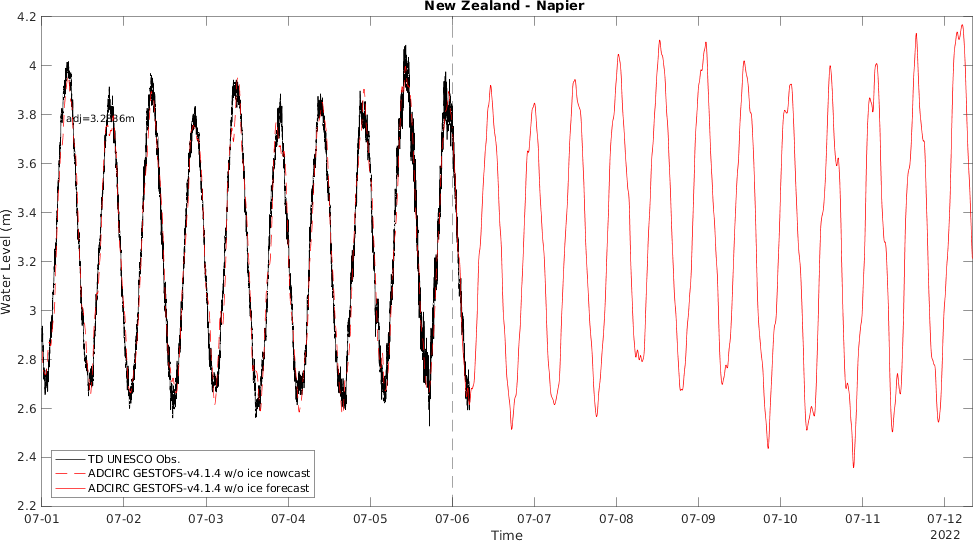 New Zealand - Napier
4.2
4
3.8
3.6
3.4
3.2
3
2.8
2.6
2.4
2.2
Water Level (m)
TD UNESCO Obs.
ADCIRC GESTOFS-v4.1.4 w/o ice nowcast
ADCIRC GESTOFS-v4.1.4 w/o ice forecast
07-01 07-02 07-03 07-04 07-05 07-06 07-07 07-08 07-09 07-10 07-11 07-12
2022
Time